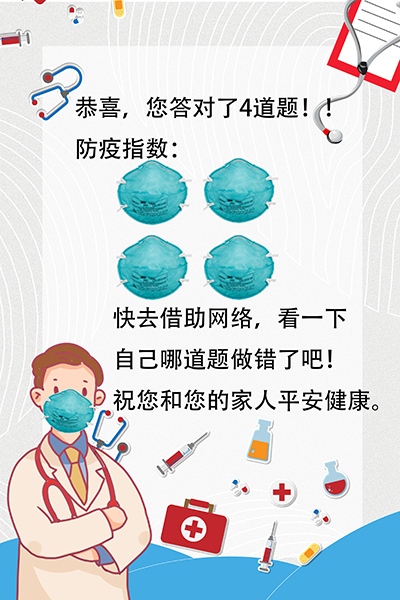 恭喜，您答对了4道题！！
防疫指数：
快去借助网络，看一下
自己哪道题做错了吧！
祝您和您的家人平安健康。